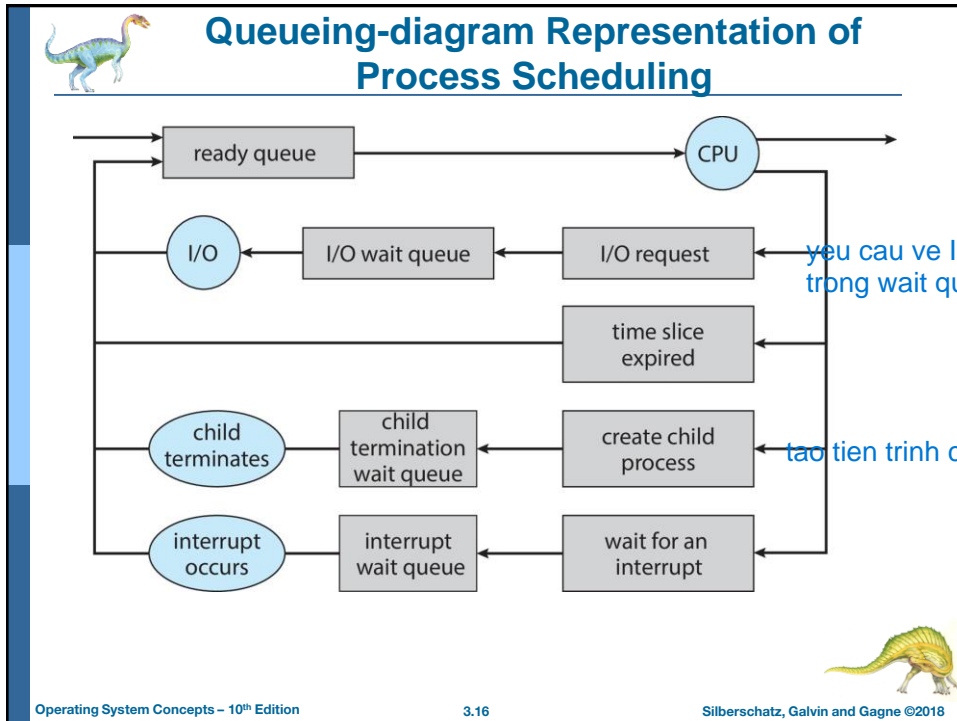 Queueing-diagram Representation of
Process Scheduling
ready queue
CPU
I/O
I/O wait queue
I/O request
yeu cau ve
trong wait
time slice
expired
child
terminates
child
termination
wait queue
create child
process
tao tien trinh
interrupt
occurs
interrupt
wait queue
wait for an
interrupt
Operating System Concepts – 10th Edition
3.16
Silberschatz, Galvin and Gagne ©2018